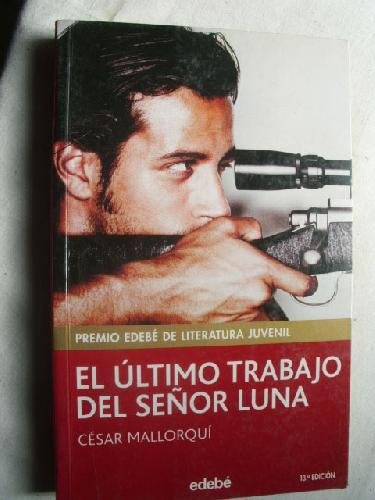 PREMIO EDEBÉ DE LITERATURA JUVENIL
EL ÚLTIMO TRABAJO
DEL SEÑOR LUNA
CÉSAR MALLORQUÍ
edebé
13ª EDICIÓN